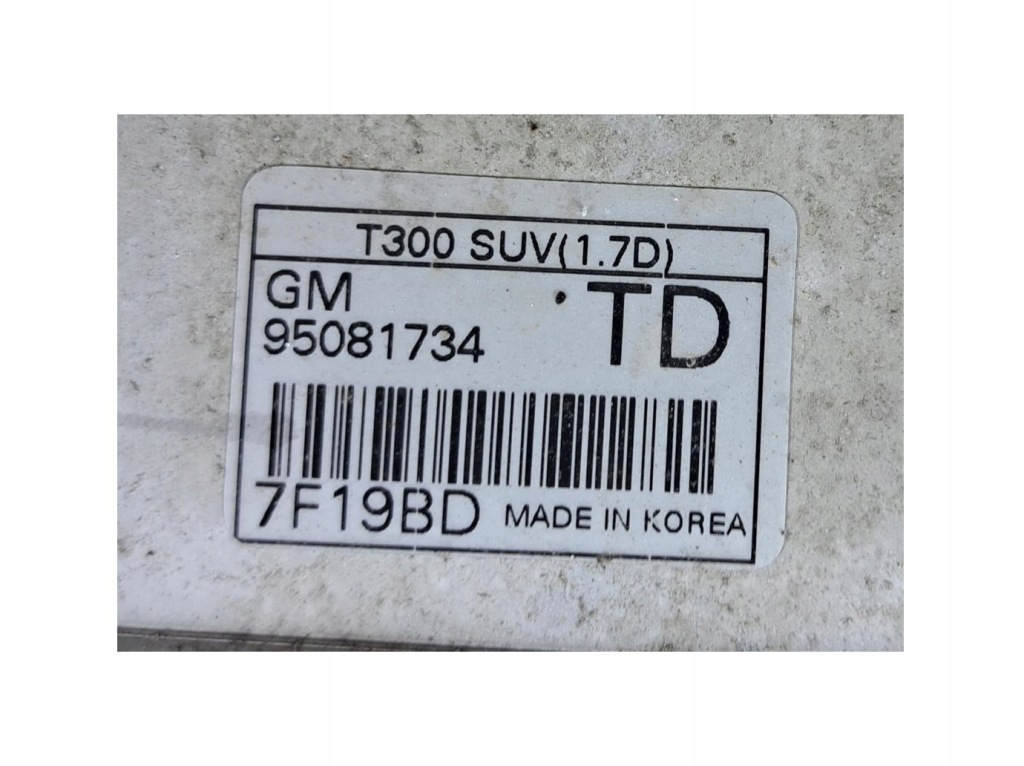 T300 SUV(1.7D)
GM
TD
95081734
7F19BD MADE IN KOREA